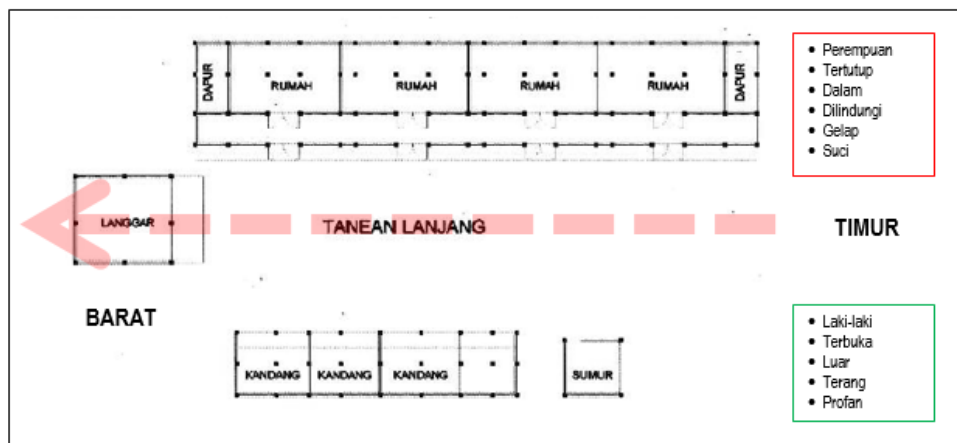 DAPUR
RUMAH
RUMAH
RUMAH
RUMAH
DAPUR
• Perempuan
• Tertutup
• Dalam
• Dilindungi
• Gelap
• Suci
LANGGAR
TANEAN LANJANG
TIMUR
BARAT
KANDANG
KANDANG
KANDANG
SUMUR
• Laki-laki
• Terbuka
• Luar
• Terang
• Profan